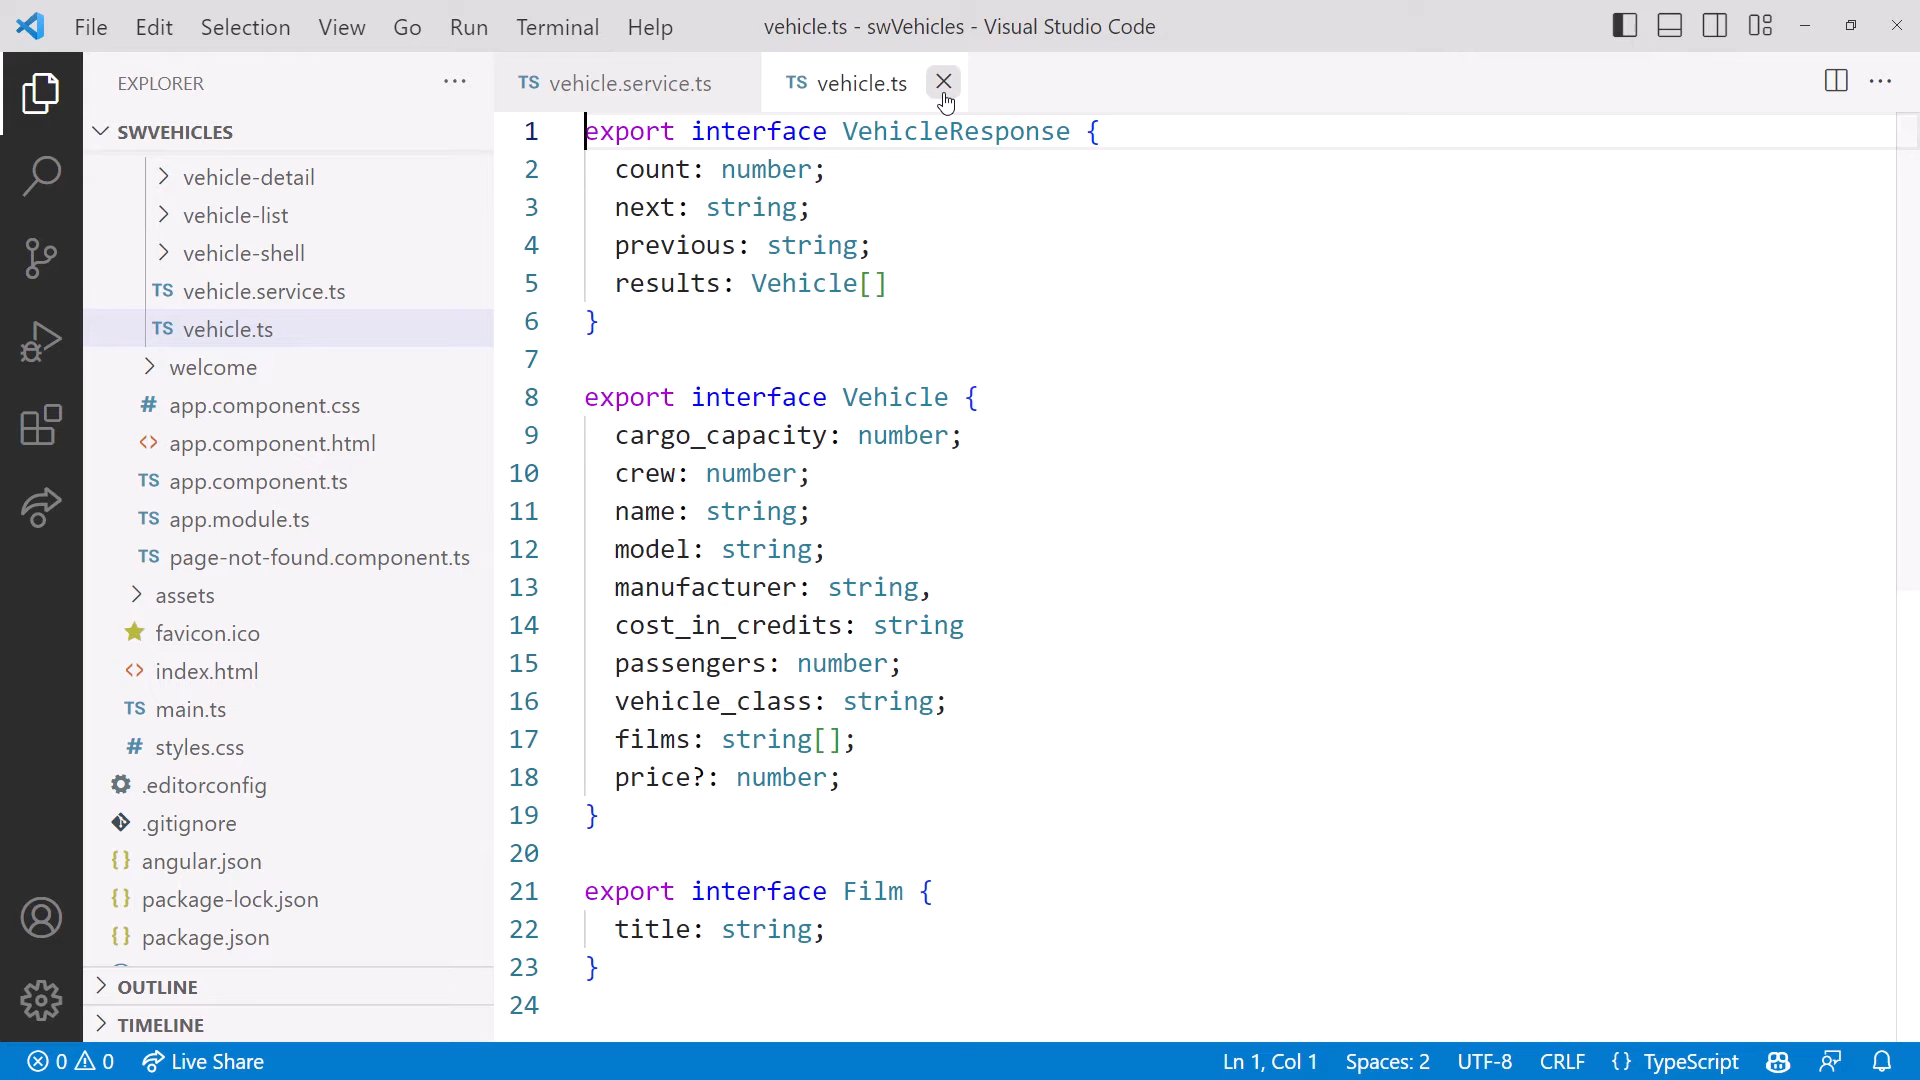 File Edit Selection View Go Run Terminal Help
vehicle.ts - swVehicles - Visual Studio Code
EXPLORER
SWVEHICLES
vehicle-detail
vehicle-list
vehicle-shell
TS vehicle.service.ts
TS vehicle.ts
welcome
# app.component.css
<> app.component.html
TS app.component.ts
TS app.module.ts
TS page-not-found.component.ts
assets
favicon.ico
<> index.html
TS main.ts
# styles.css
.editorconfig
.gitignore
{} angular.json
{} package-lock.json
{} package.json
OUTLINE
TIMELINE
TS vehicle.service.ts
TS vehicle.ts
1 export interface VehicleResponse {
2 count: number;
3 next: string;
4 previous: string;
5 results: Vehicle[]
6 }
7
8 export interface Vehicle {
9 cargo_capacity: number;
10 crew: number;
11 name: string;
12 model: string;
13 manufacturer: string,
14 cost_in_credits: string
15 passengers: number;
16 vehicle_class: string;
17 films: string[];
18 price?: number;
19 }
20
21 export interface Film {
22 title: string;
23 }
24
0 0 Live Share
Ln 1, Col 1 Spaces: 2 UTF-8 CRLF {} TypeScript